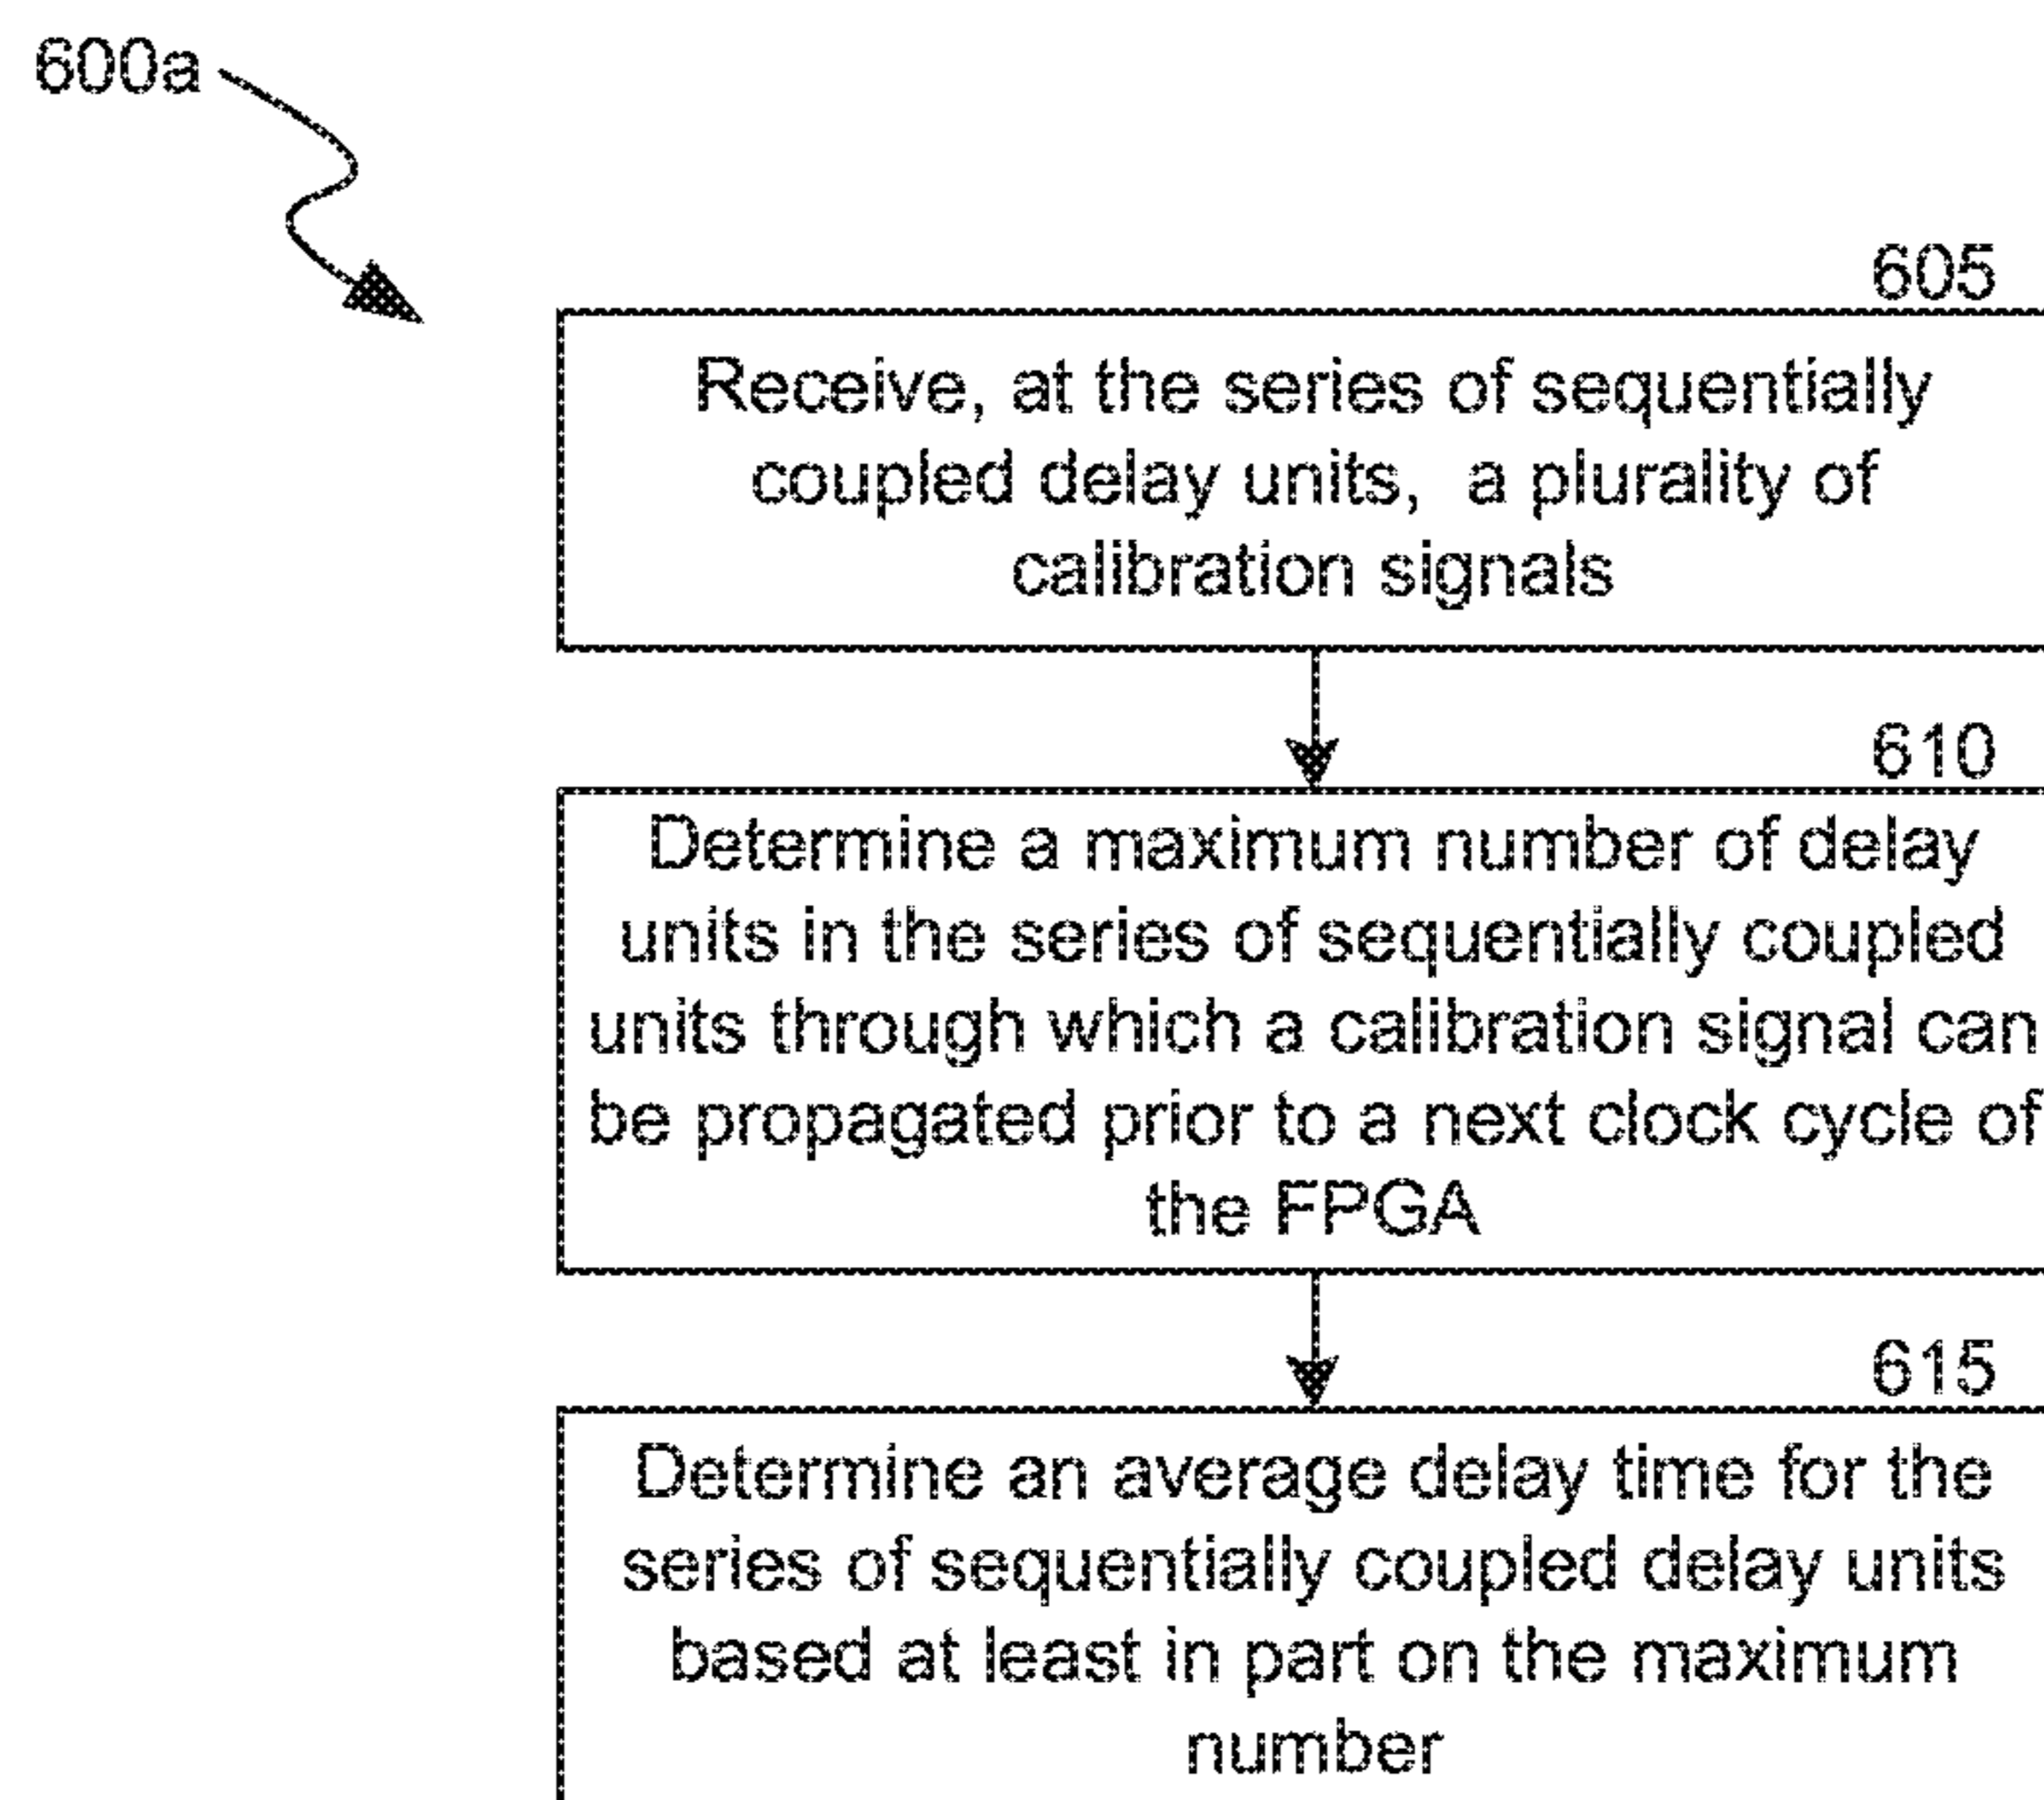 600a
605
Receive, at the series of sequentially
coupled delay units, a plurality of
calibration signals
610
Determine a maximum number of delay
units in the series of sequentially coupled
units through which a calibration signal can
be propagated prior to a next clock cycle of
the FPGA
615
Determine an average delay time for the
series of sequentially coupled delay units
based at least in part on the maximum
number